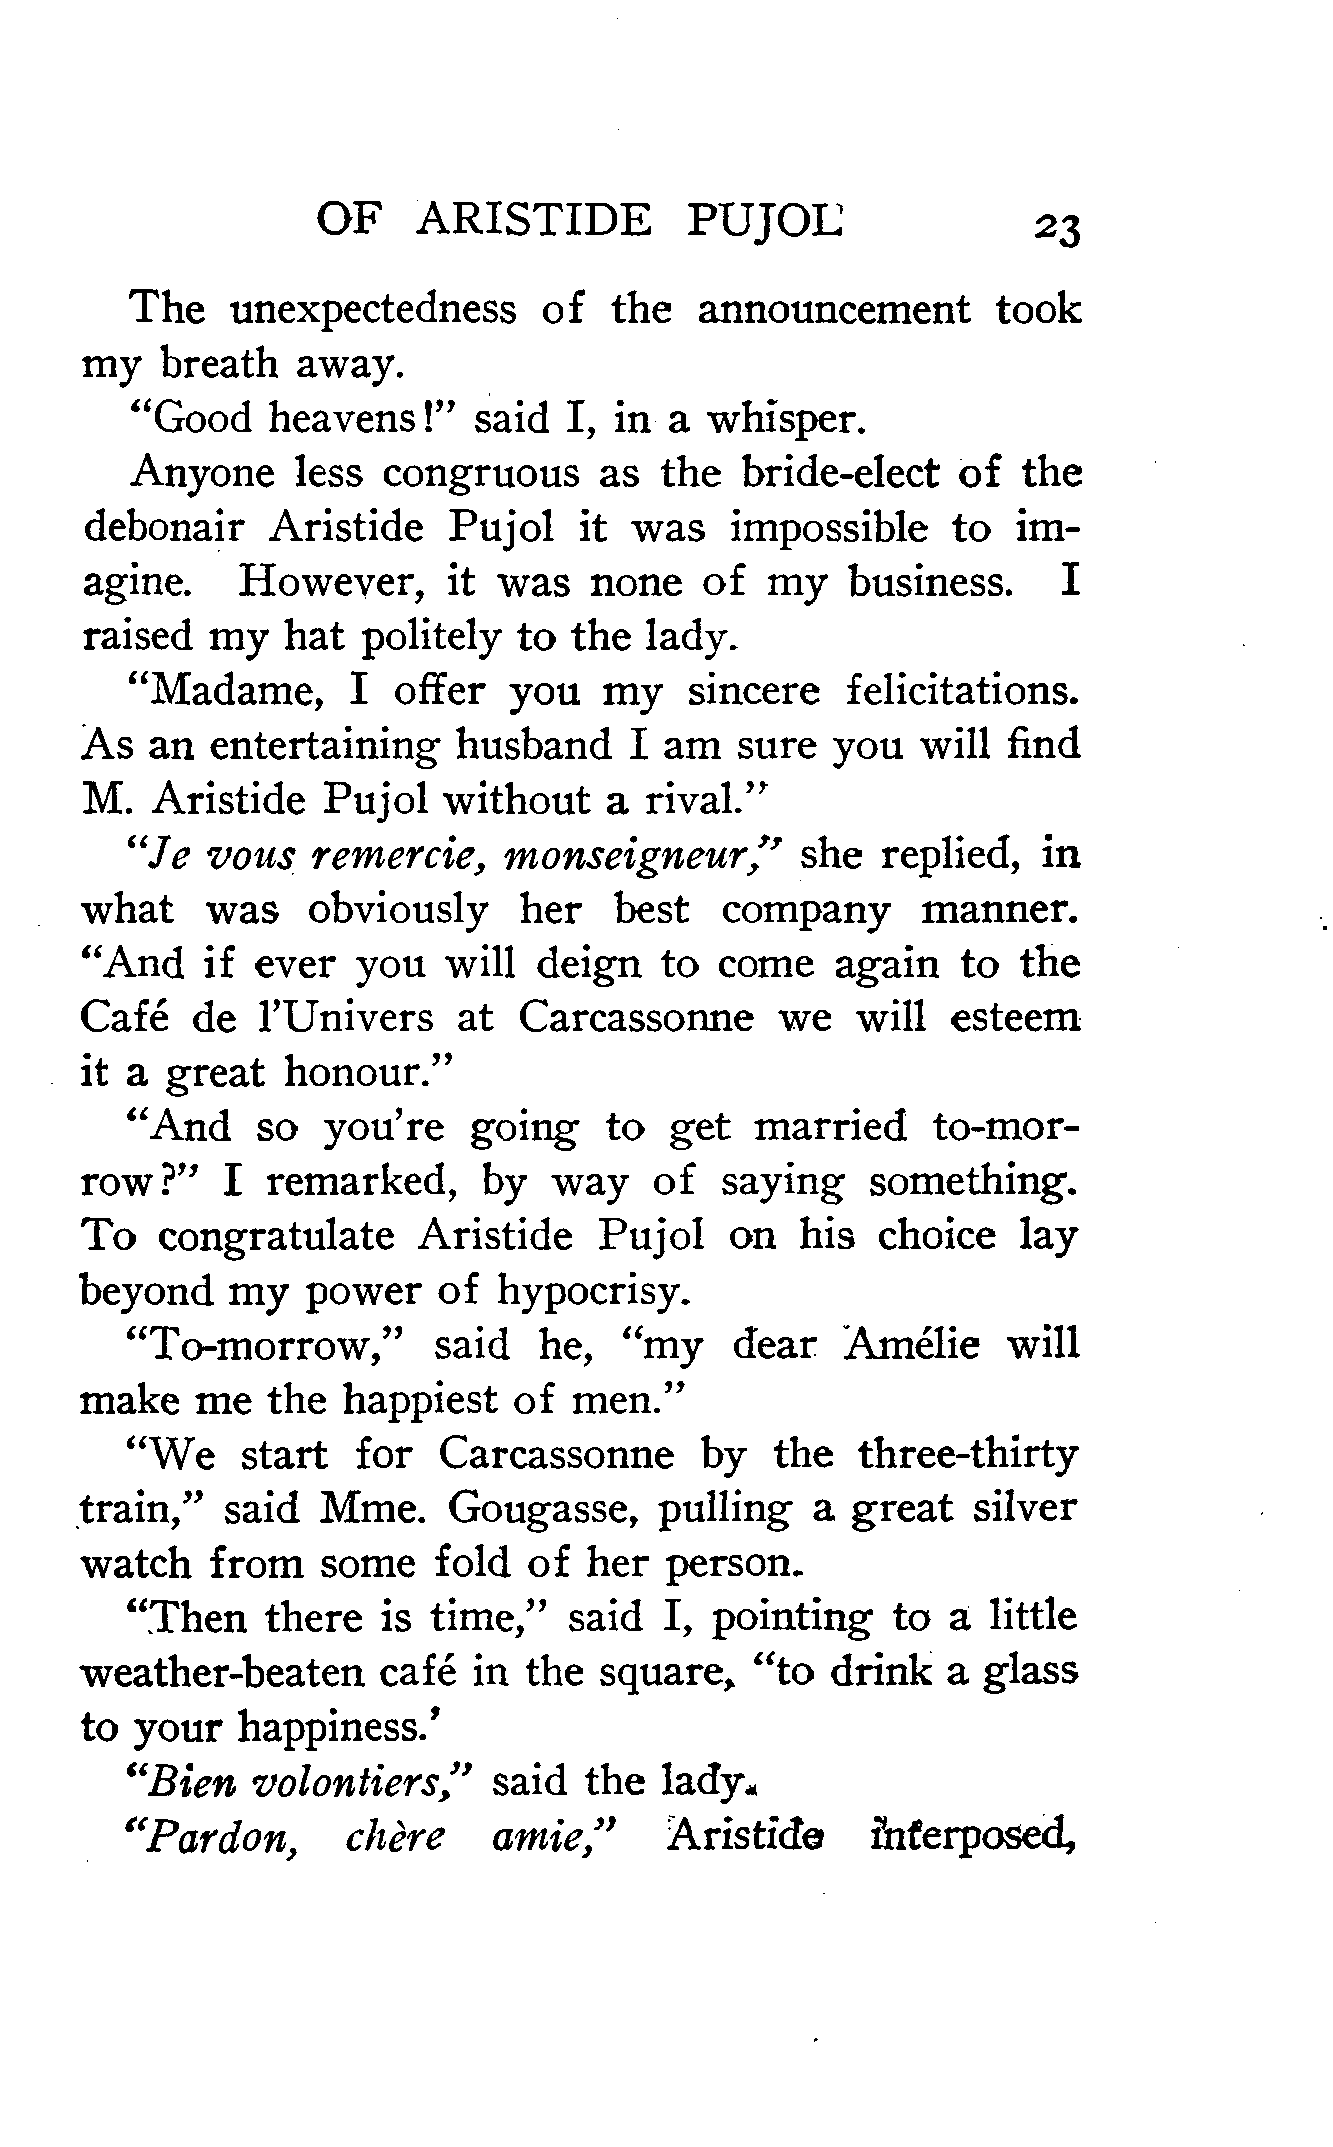 OF ARISTIDE PUJOL 23
The unexpectedness of the announcement took
my breath away.
“Good heavens!” said I, in a whisper.
Anyone less congruous as the bride-elect of the
debonair Aristide Pujol it was impossible to im-
agine. However, it was none of my business. I
raised my hat politely to the lady.
“Madame, I offer you my sincere felicitations.
As an entertaining husband I am sure you will find
M. Aristide Pujol without a rival.”
“Je vous remercie, monseigneur,” she replied, in
what was obviously her best company manner.
“And if ever you will deign to come again to the
Café de l’Univers at Carcassonne we will esteem
it a great honour.”
“And so you’re going to get married to-mor-
row?” I remarked, by way of saying something.
To congratulate Aristide Pujol on his choice lay
beyond my power of hypocrisy.
“To-morrow,” said he, “my dear Amélie will
make me the happiest of men.”
“We start for Carcassonne by the three-thirty
train,” said Mme. Gougasse, pulling a great silver
watch from some fold of her person.
“Then there is time,” said I, pointing to a little
weather-beaten café in the square, “to drink a glass
to your happiness.’
“Bien volontiers,” said the lady.
“Pardon, chère amie,” Aristide interposed,